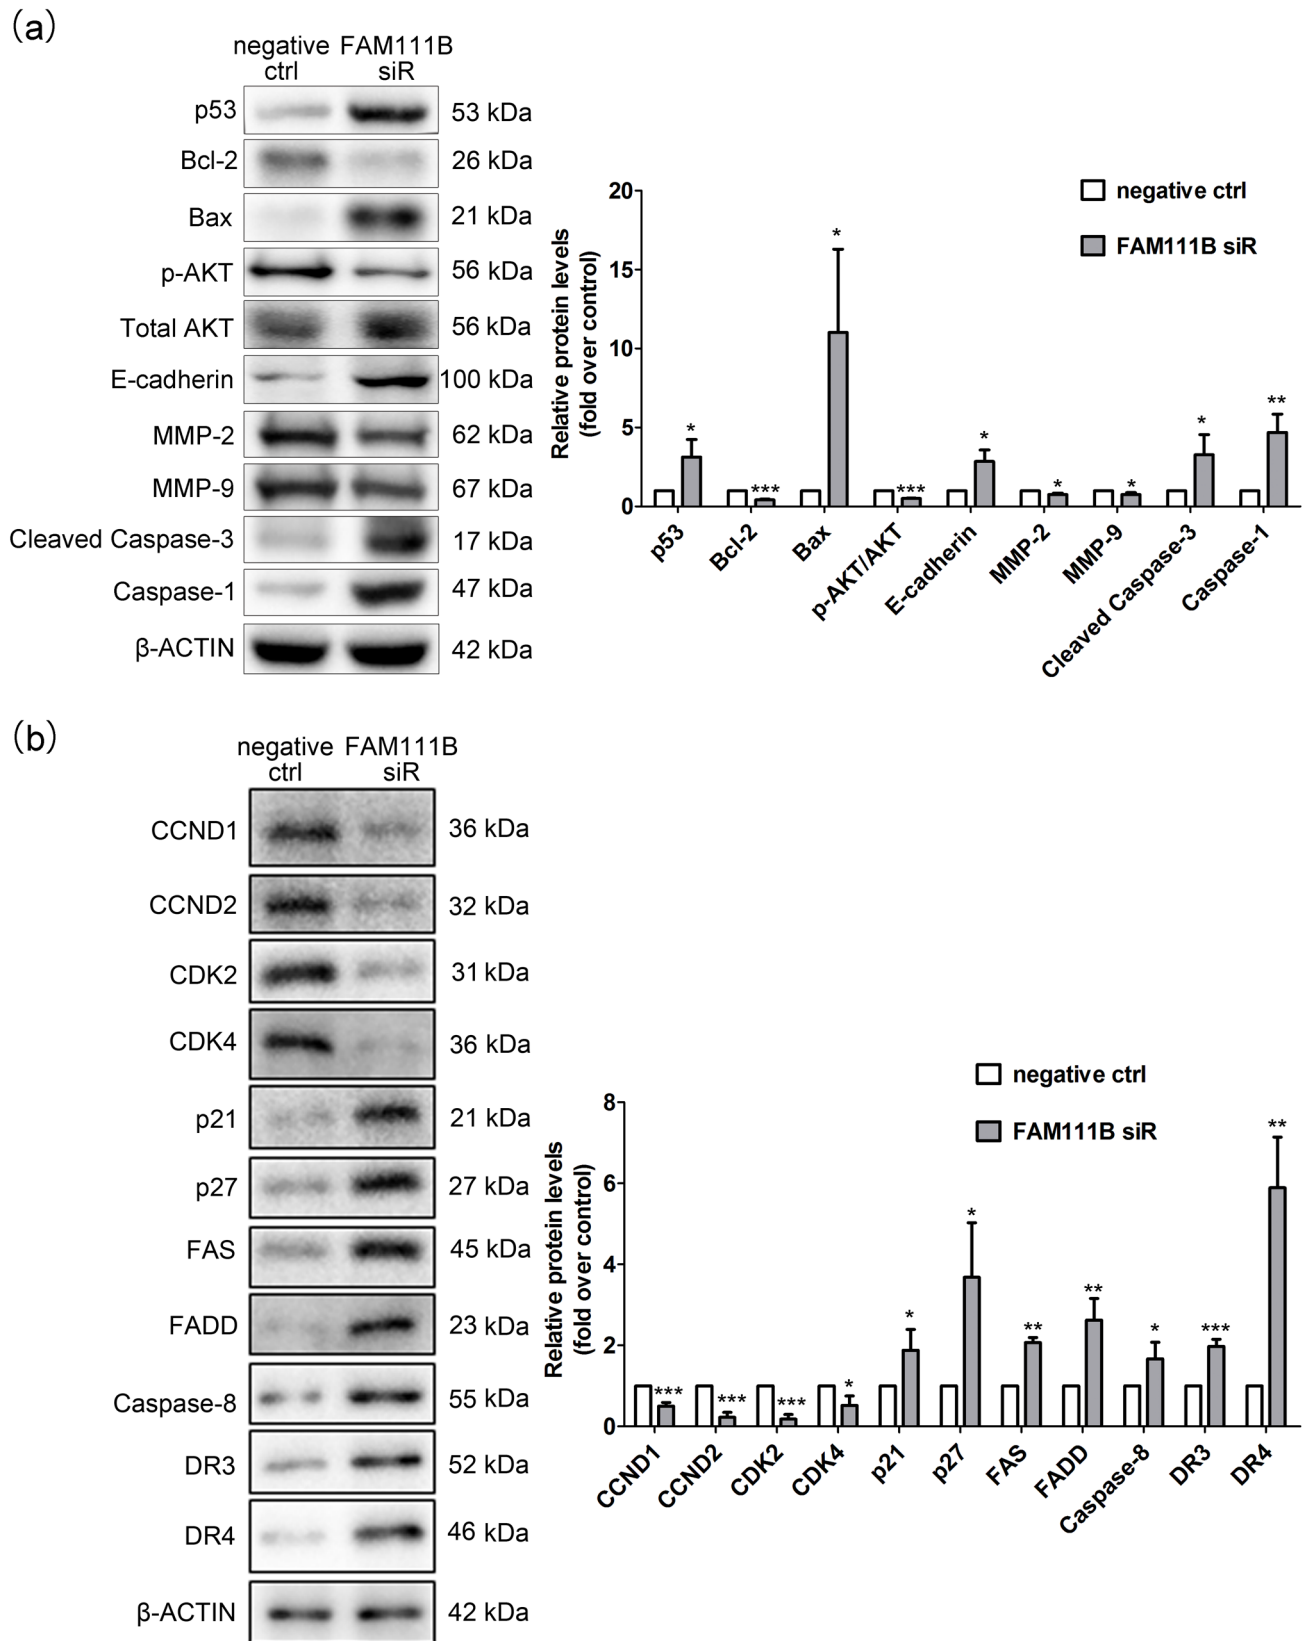 (a)
negative FAM111B
ctrl siR
p53 53 kDa
Bcl-2 26 kDa
Bax 21 kDa
p-AKT 56 kDa
Total AKT 56 kDa
E-cadherin 100 kDa
MMP-2 62 kDa
MMP-9 67 kDa
Cleaved Caspase-3 17 kDa
Caspase-1 47 kDa
β-ACTIN 42 kDa
Relative protein levels
(fold over control)
20
15
10
5
0
negative ctrl
FAM111B siR
* *** * *** * * * * **
p53 Bcl-2 Bax p-AKT/AKT E-cadherin MMP-2 MMP-9 Cleaved Caspase-3 Caspase-1
(b)
negative FAM111B
ctrl siR
CCND1 36 kDa
CCND2 32 kDa
CDK2 31 kDa
CDK4 36 kDa
p21 21 kDa
p27 27 kDa
FAS 45 kDa
FADD 23 kDa
Caspase-8 55 kDa
DR3 52 kDa
DR4 46 kDa
β-ACTIN 42 kDa
Relative protein levels
(fold over control)
8
6
4
2
0
negative ctrl
FAM111B siR
*** *** *** * * * ** ** * *** **
CCND1 CCND2 CDK2 CDK4 p21 p27 FAS FADD Caspase-8 DR3 DR4